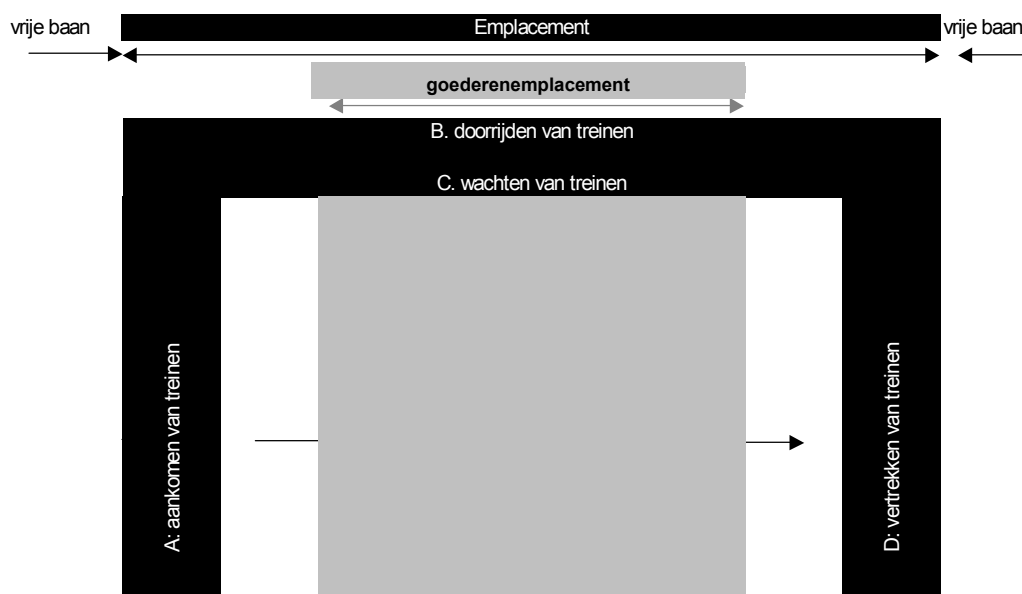 Emplacement
vrije baan
vrije baan
goederenemplacement
B. doorrijden van treinen
C. wachten van treinen
A: aankomen van treinen
D: vertrekken van treinen